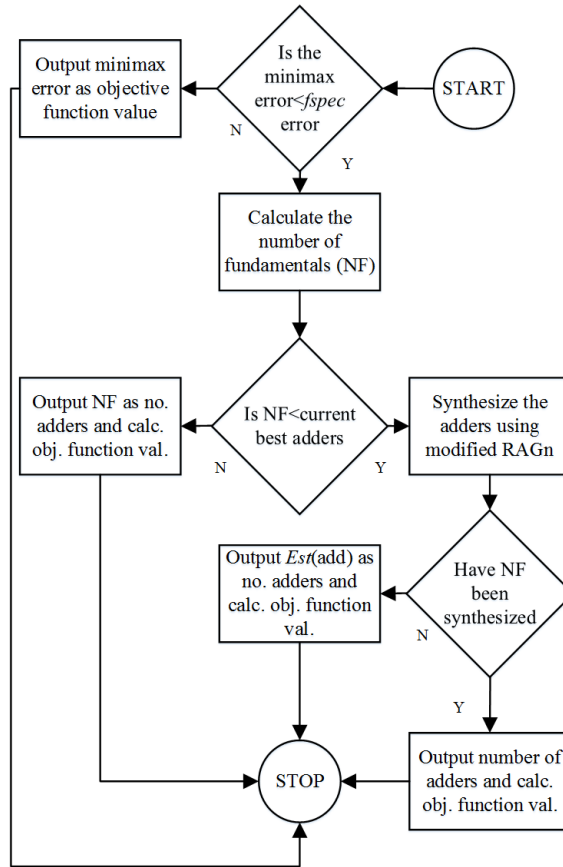 START
Is the
minimax
error<fspec
error
N
Y
Output minimax
error as objective
function value
Calculate the
number of
fundamentals (NF)
Is NF<current
best adders
N
Y
Output NF as no.
adders and calc.
obj. function val.
Synthesize the
adders using
modified RAGn
Have NF
been
synthesized
N
Y
Output Est(add) as
no. adders and
calc. obj. function
val.
Output number of
adders and calc.
obj. function val.
STOP